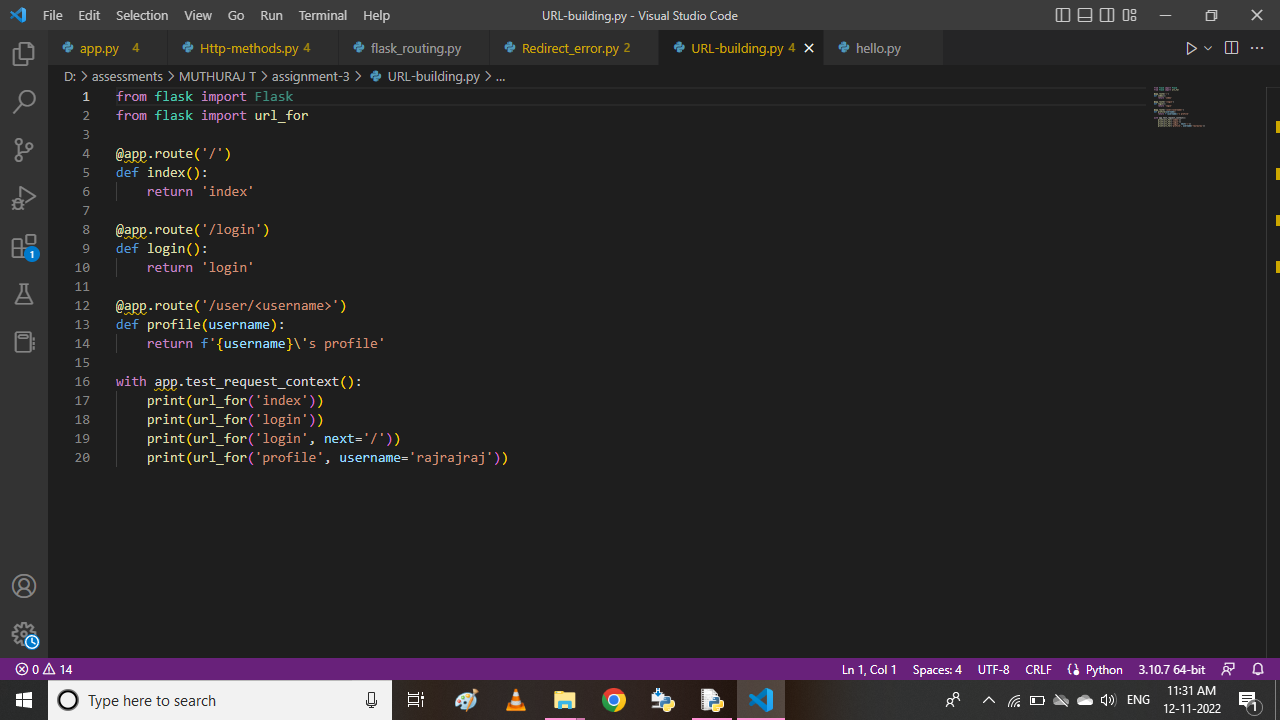 File Edit Selection View Go Run Terminal Help URL-building.py - Visual Studio Code
app.py 4 Http-methods.py 4 flask_routing.py Redirect_error.py 2 URL-building.py 4 hello.py
D: > assessments > MUTHURAJ T > assignment-3 > URL-building.py > ...
1 from flask import Flask
2 from flask import url_for
3
4 @app.route('/')
5 def index():
6     return 'index'
7
8 @app.route('/login')
9 def login():
10     return 'login'
11
12 @app.route('/user/<username>')
13 def profile(username):
14     return f'{username}\'s profile'
15
16 with app.test_request_context():
17     print(url_for('index'))
18     print(url_for('login'))
19     print(url_for('login', next='/'))
20     print(url_for('profile', username='rajrajraj'))
1
0 14 Ln 1, Col 1 Spaces: 4 UTF-8 CRLF Python 3.10.7 64-bit
Type here to search ENG 11:31 AM
12-11-2022 1